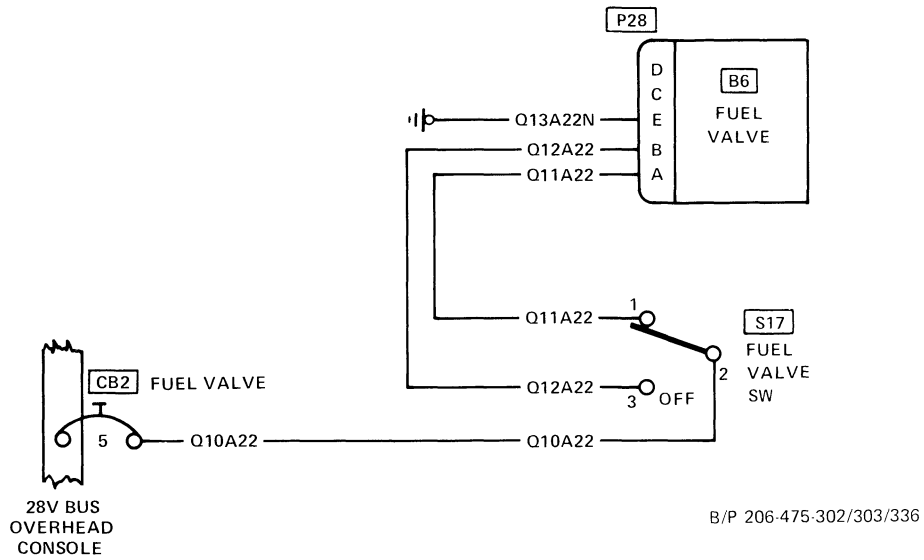 P28
D
C
E
B
A
B6
FUEL
VALVE
Q13A22N
Q12A22
Q11A22
1
Q11A22
S17
FUEL
VALVE
SW
2
Q12A22
3
OFF
CB2 FUEL VALVE
5
Q10A22
Q10A22
28V BUS
OVERHEAD
CONSOLE
B/P 206-475-302/303/336